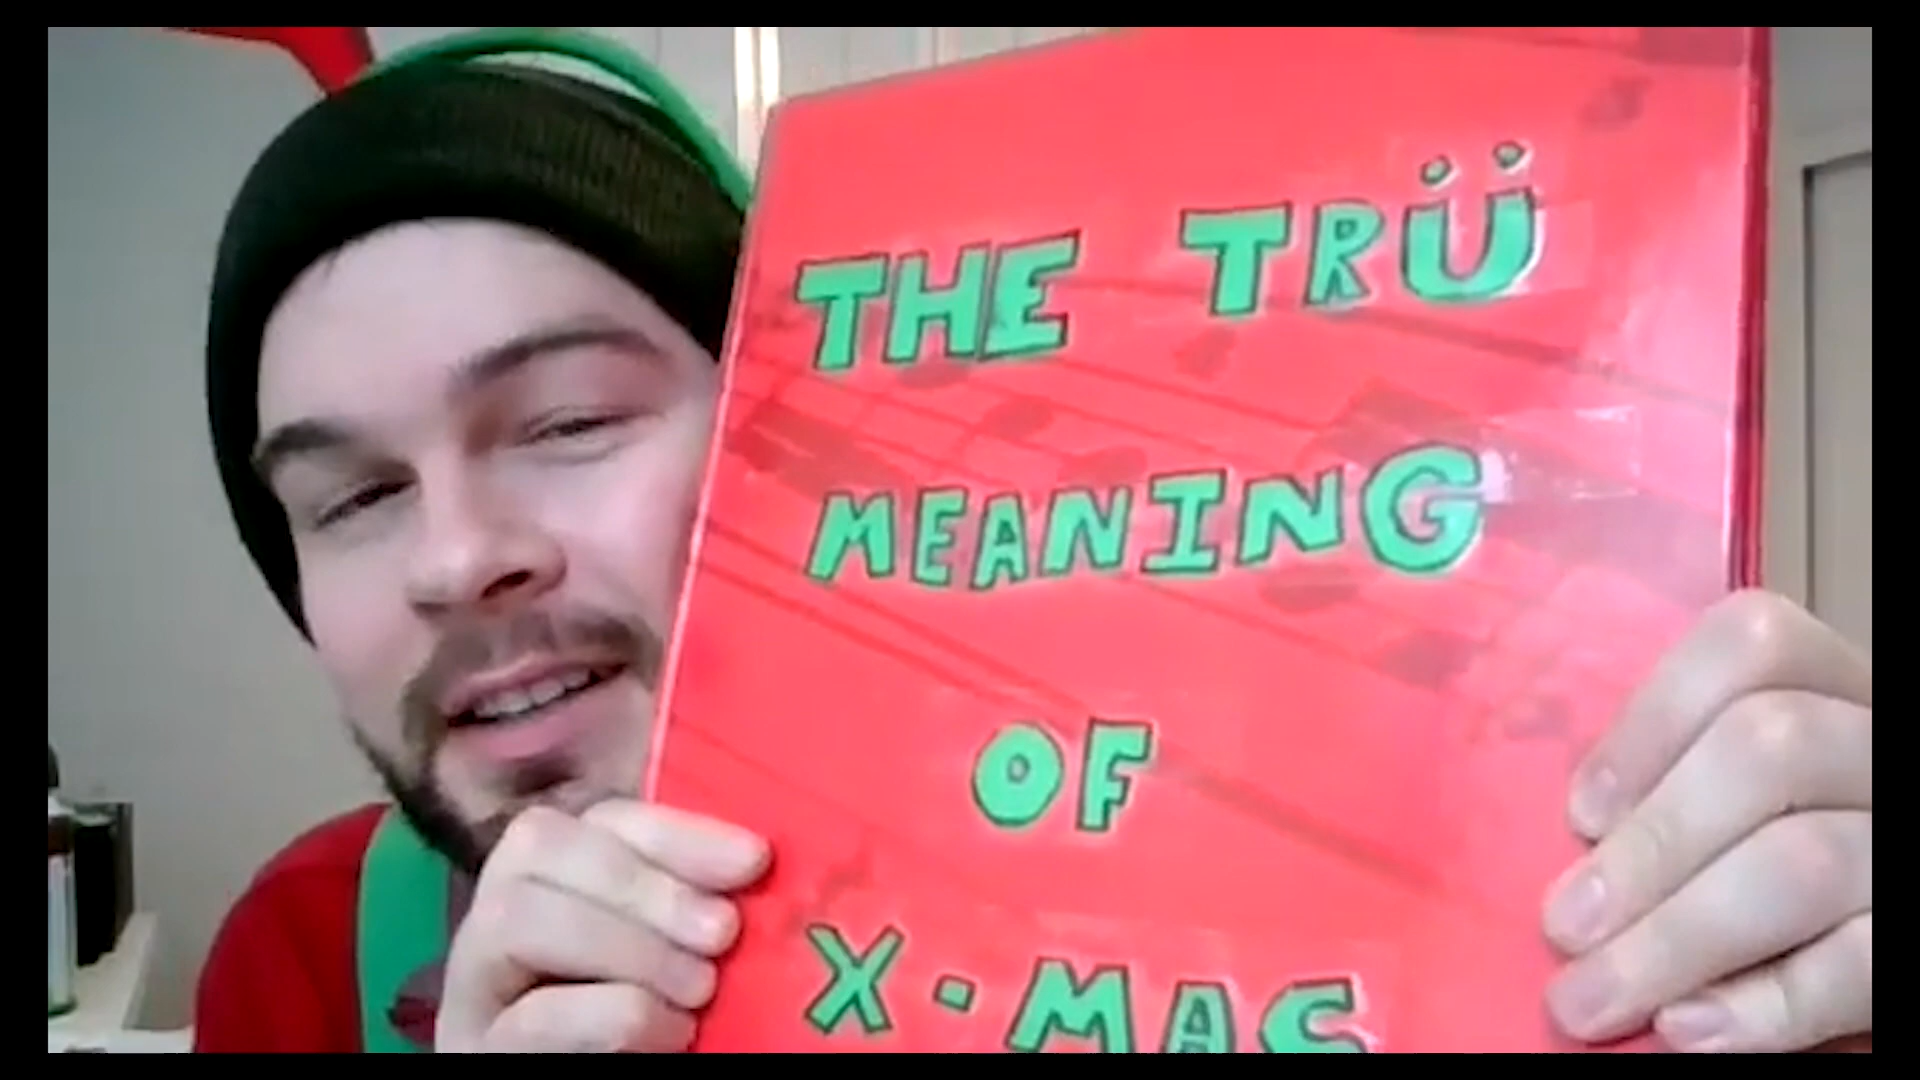 THE TRÜ
MEANING
OF
X-MAS